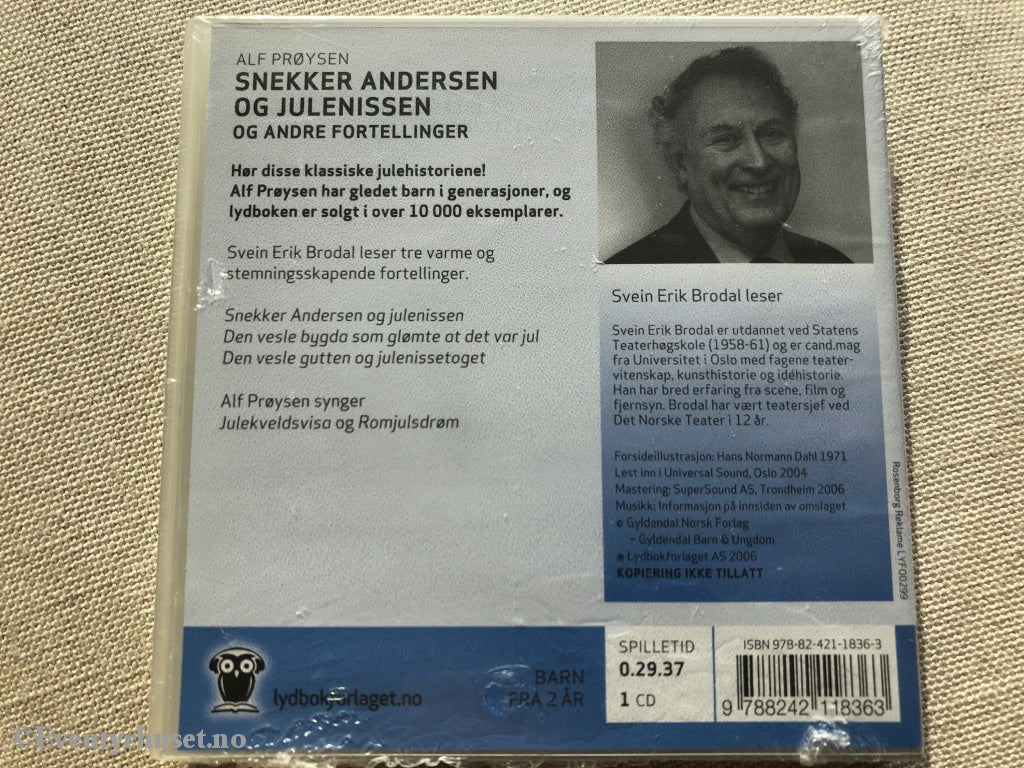 ALF PRØYSEN
SNEKKER ANDERSEN
OG JULENISSEN
OG ANDRE FORTELLINGER
Hør disse klassiske julehistoriene!
Alf Prøysen har gledet barn i generasjoner, og
lydboken er solgt i over 10 000 eksemplarer.
Svein Erik Brodal leser tre varme og
stemningsskapende fortellinger.
Snekker Andersen og julenissen
Den vesle bygda som glømte at det var jul
Den vesle gutten og julenissetoget
Alf Prøysen synger
Julekveldsvisa og Romjulsdrøm
Svein Erik Brodal leser
Svein Erik Brodal er utdannet ved Statens
Teaterhøgskole (1958-61) og er cand.mag
fra Universitet i Oslo med fagene teater-
vitenskap, kunsthistorie og idéhistorie.
Han har bred erfaring fra scene, film og
fjernsyn. Brodal har vært teatersjef ved
Det Norske Teater i 12 år.
Forsideillustrasjon: Hans Normann Dahl 1971
Lest inn i Universal Sound, Oslo 2004
Mastering: SuperSound AS, Trondheim 2006
Musikk: Informasjon på innsiden av omslaget
© Gyldendal Norsk Forlag
– Gyldendal Barn & Ungdom
℗ Lydbokforlaget AS 2006
KOPIERING IKKE TILLATT
Rosenborg Reklame LYFO0299
lydbokforlaget.no
BARN
FRA 2 ÅR
SPILLETID
0.29.37
1 CD
ISBN 978-82-421-1836-3
9 788242 118363
©Eventyrhuset.no